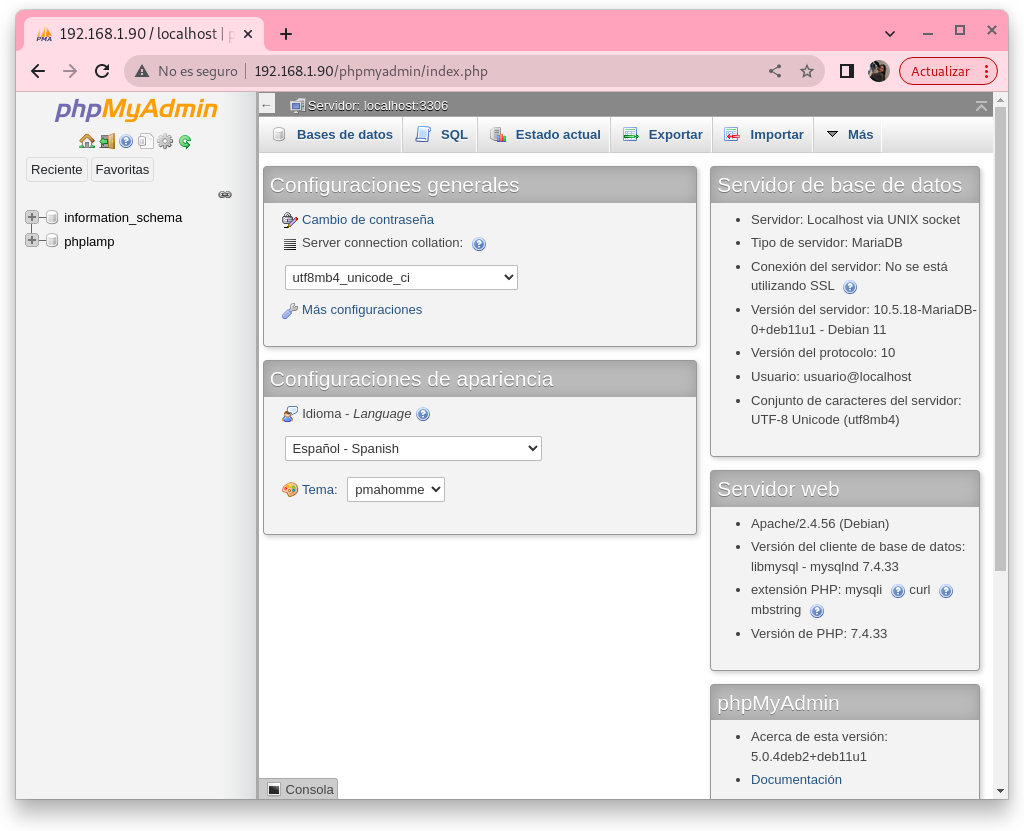 PMA 192.168.1.90 / localhost | p
No es seguro 192.168.1.90/phpmyadmin/index.php Actualizar
phpMyAdmin
Reciente Favoritas
information_schema
phplamp
Servidor: localhost:3306
Bases de datos SQL Estado actual Exportar Importar Más
Configuraciones generales
Cambio de contraseña
Server connection collation:
utf8mb4_unicode_ci
Más configuraciones
Configuraciones de apariencia
Idioma - Language
Español - Spanish
Tema: pmahomme
Servidor de base de datos
• Servidor: Localhost via UNIX socket
• Tipo de servidor: MariaDB
• Conexión del servidor: No se está
utilizando SSL
• Versión del servidor: 10.5.18-MariaDB-
0+deb11u1 - Debian 11
• Versión del protocolo: 10
• Usuario: usuario@localhost
• Conjunto de caracteres del servidor:
UTF-8 Unicode (utf8mb4)
Servidor web
• Apache/2.4.56 (Debian)
• Versión del cliente de base de datos:
libmysql - mysqlnd 7.4.33
• extensión PHP: mysqli curl
mbstring
• Versión de PHP: 7.4.33
phpMyAdmin
• Acerca de esta versión:
5.0.4deb2+deb11u1
• Documentación
Consola